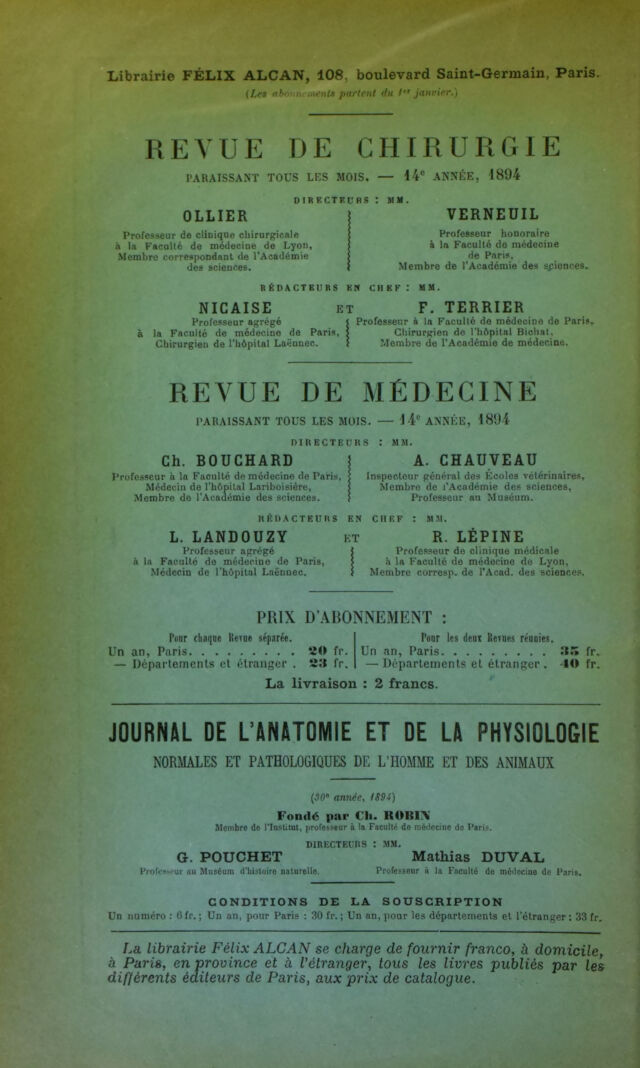 Librairie FÉLIX ALCAN, 108, boulevard Saint-Germain, Paris.
(Les abonnements partent du 1er janvier.)
REVUE DE CHIRURGIE
PARAISSANT TOUS LES MOIS. — 14e ANNÉE, 1894
DIRECTEURS : MM.
OLLIER
Professeur de clinique chirurgicale
à la Faculté de médecine de Lyon,
Membre correspondant de l'Académie
des sciences.
VERNEUIL
Professeur honoraire
à la Faculté de médecine
de Paris,
Membre de l'Académie des sciences.
RÉDACTEURS EN CHEF : MM.
NICAISE
Professeur agrégé
à la Faculté de médecine de Paris,
Chirurgien de l'hôpital Laënnec.
ET
F. TERRIER
Professeur à la Faculté de médecine de Paris,
Chirurgien de l'hôpital Bichat,
Membre de l'Académie de médecine.
REVUE DE MÉDECINE
PARAISSANT TOUS LES MOIS. — 14e ANNÉE, 1894
DIRECTEURS : MM.
Ch. BOUCHARD
Professeur à la Faculté de médecine de Paris,
Médecin de l'hôpital Lariboisière,
Membre de l'Académie des sciences.
A. CHAUVEAU
Inspecteur général des Écoles vétérinaires,
Membre de l'Académie des sciences,
Professeur au Muséum.
RÉDACTEURS EN CHEF : MM.
L. LANDOUZY
Professeur agrégé
à la Faculté de médecine de Paris,
Médecin de l'hôpital Laënnec.
ET
R. LÉPINE
Professeur de clinique médicale
à la Faculté de médecine de Lyon,
Membre corresp. de l'Acad. des sciences.
PRIX D'ABONNEMENT :
Pour chaque Revue séparée.
Un an, Paris. . . . . . . . . 20 fr.
— Départements et étranger . 23 fr.
Pour les deux Revues réunies.
Un an, Paris. . . . . . . . . 35 fr.
— Départements et étranger . 40 fr.
La livraison : 2 francs.
JOURNAL DE L'ANATOMIE ET DE LA PHYSIOLOGIE
NORMALES ET PATHOLOGIQUES DE L'HOMME ET DES ANIMAUX
(30e année, 1894)
Fondé par Ch. ROBIN
Membre de l'Institut, professeur à la Faculté de médecine de Paris.
DIRECTEURS : MM.
G. POUCHET
Professeur au Muséum d'histoire naturelle.
Mathias DUVAL
Professeur à la Faculté de médecine de Paris.
CONDITIONS DE LA SOUSCRIPTION
Un numéro : 6 fr. ; Un an, pour Paris : 30 fr. ; Un an, pour les départements et l'étranger : 33 fr.
La librairie Félix ALCAN se charge de fournir franco, à domicile,
à Paris, en province et à l'étranger, tous les livres publiés par les
différents éditeurs de Paris, aux prix de catalogue.